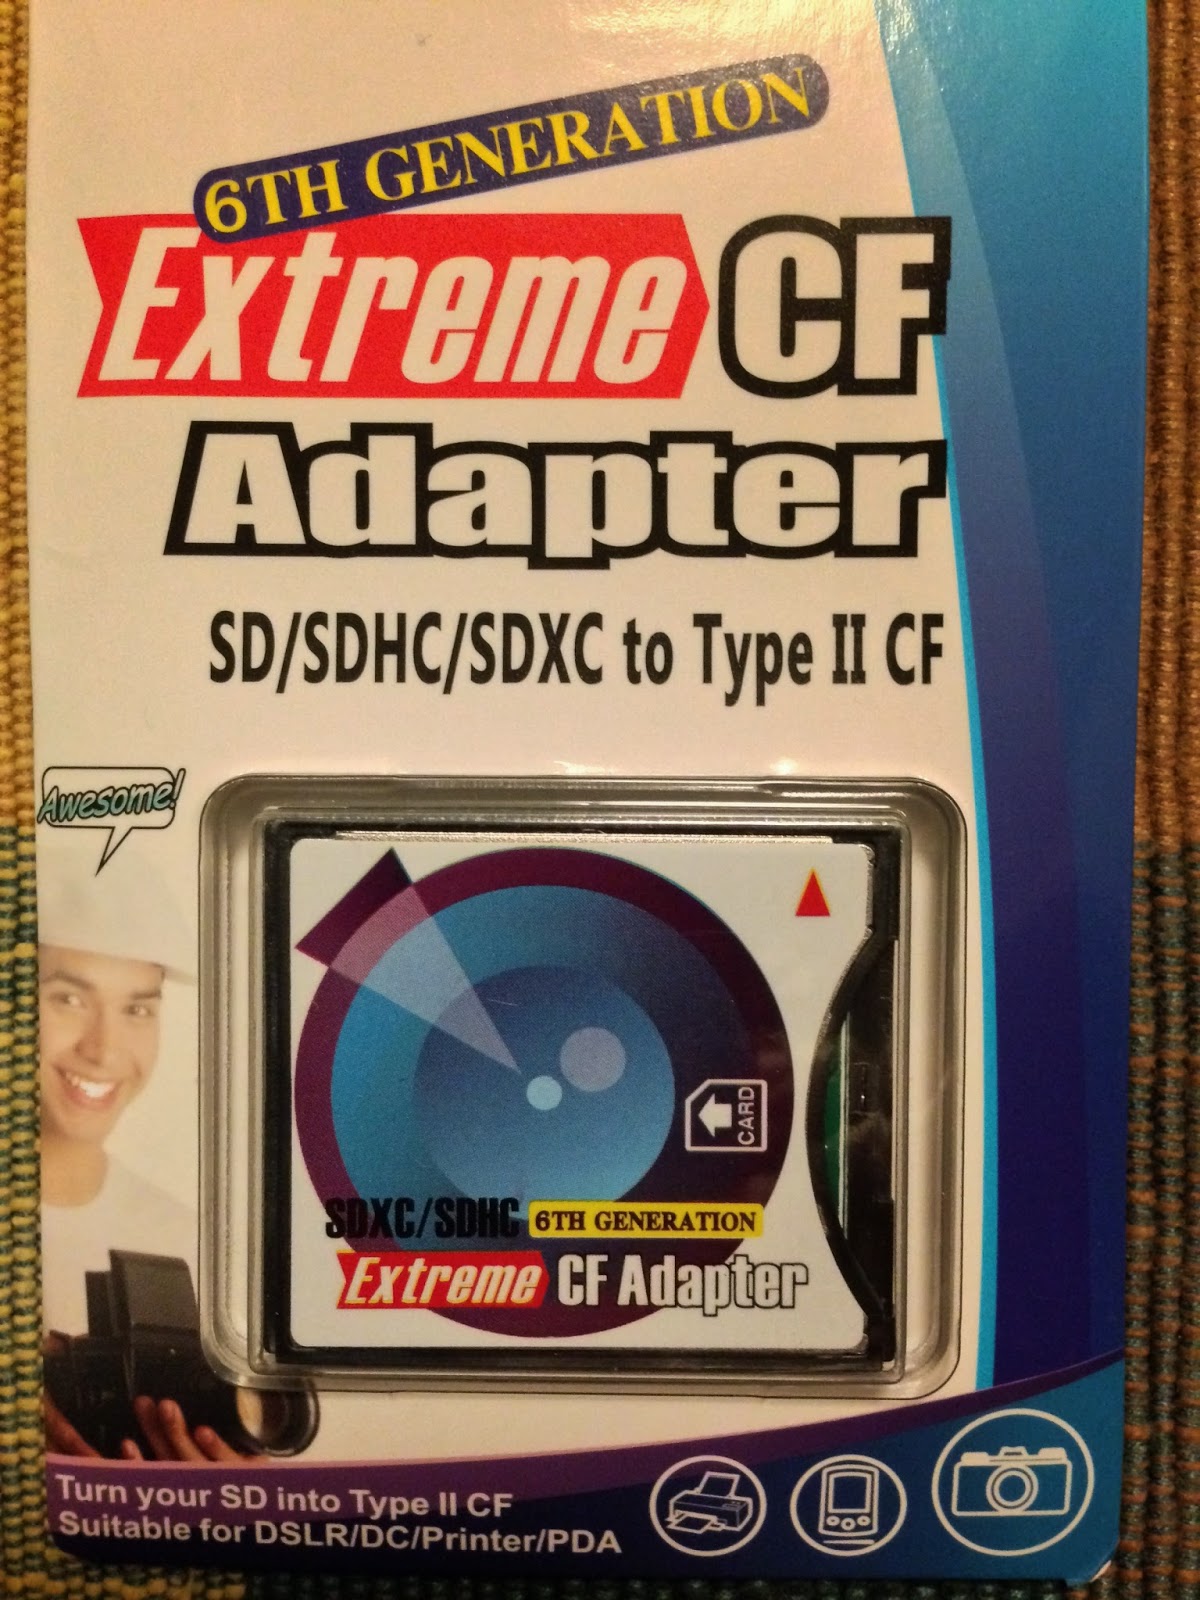 6TH GENERATION
Extreme CF
Adapter
SD/SDHC/SDXC to Type II CF
Awesome!
CARD
SDXC/SDHC 6TH GENERATION
Extreme CF Adapter
Turn your SD into Type II CF
Suitable for DSLR/DC/Printer/PDA